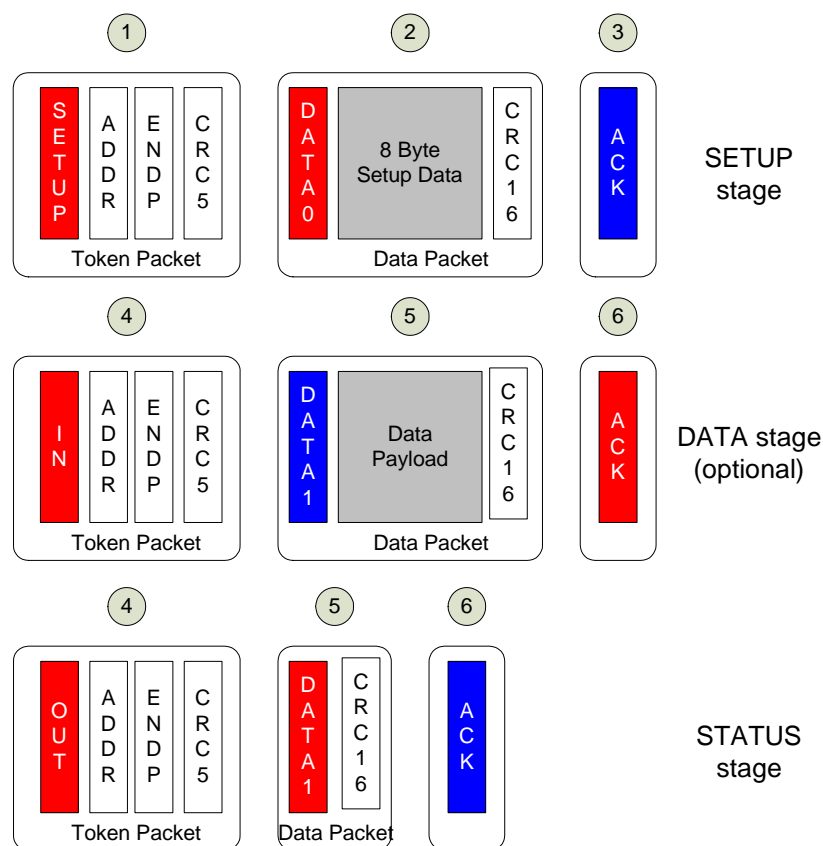 1
2
3
SETUP
ADDR
ENDP
CRC5
Token Packet
DATA0
8 Byte
Setup Data
CRC16
Data Packet
ACK
SETUP
stage
4
5
6
IN
ADDR
ENDP
CRC5
Token Packet
DATA1
Data
Payload
CRC16
Data Packet
ACK
DATA stage
(optional)
4
5
6
OUT
ADDR
ENDP
CRC5
Token Packet
DATA1
CRC16
Data Packet
ACK
STATUS
stage